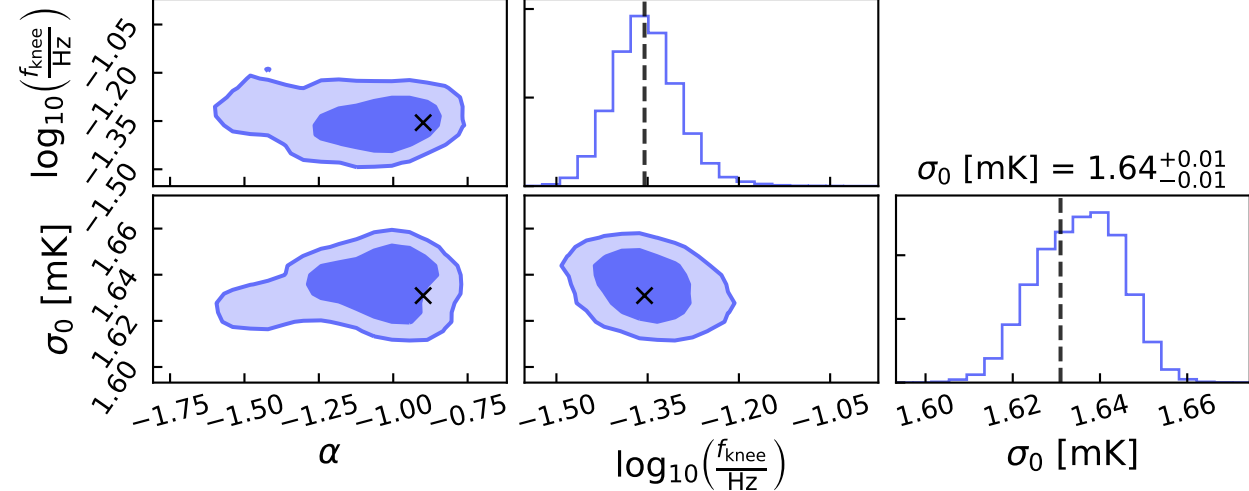 log₁₀(f_knee/Hz)
−1.05
−1.20
−1.35
−1.50
σ₀ [mK] = 1.64 +0.01 −0.01
σ₀ [mK]
1.66
1.64
1.62
1.60
−1.75 −1.50 −1.25 −1.00 −0.75
−1.50 −1.35 −1.20 −1.05
1.60 1.62 1.64 1.66
α
log₁₀(f_knee/Hz)
σ₀ [mK]